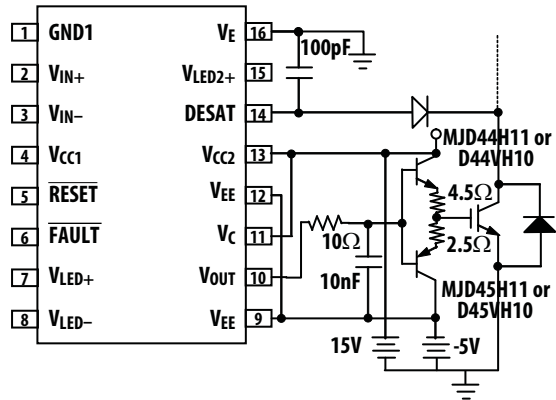 1 GND1
2 VIN+
3 VIN–
4 VCC1
5 RESET
6 FAULT
7 VLED+
8 VLED–
VE 16
VLED2+ 15
DESAT 14
VCC2 13
VEE 12
VC 11
VOUT 10
VEE 9
100pF
MJD44H11 or
D44VH10
4.5Ω
10Ω
2.5Ω
10nF
MJD45H11 or
D45VH10
15V
-5V